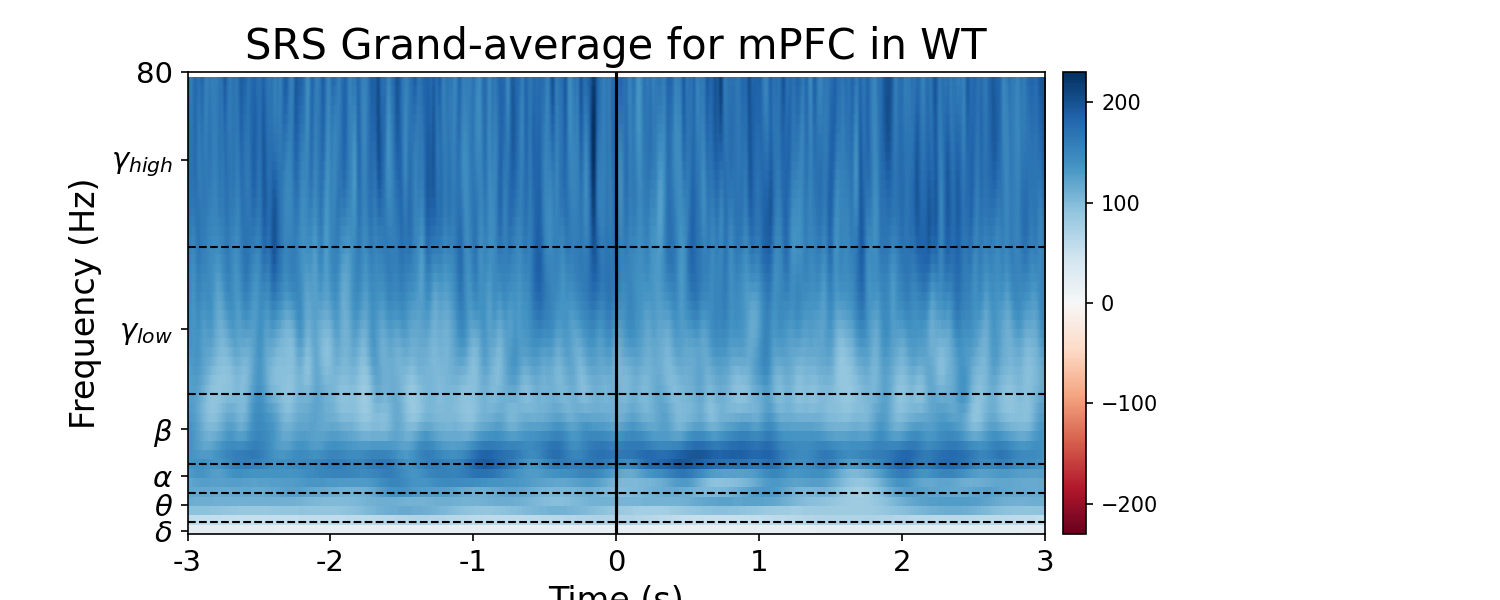 SRS Grand-average for mPFC in WT
80
γhigh
γlow
β
α
θ
δ
Frequency (Hz)
-3 -2 -1 0 1 2 3
Time (s)
200
100
0
−100
−200